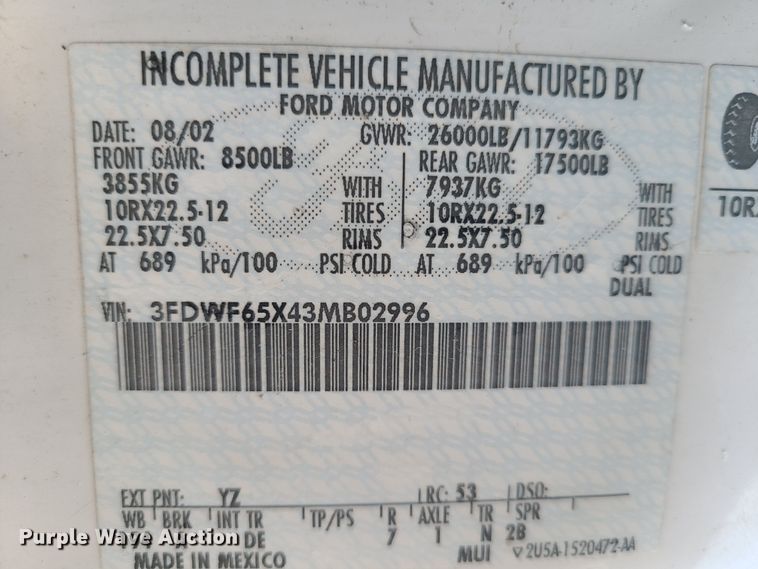 INCOMPLETE VEHICLE MANUFACTURED BY
FORD MOTOR COMPANY
DATE: 08/02 GVWR: 26000LB/11793KG
FRONT GAWR: 8500LB REAR GAWR: 17500LB
3855KG WITH 7937KG WITH
10RX22.5-12 TIRES 10RX22.5-12 TIRES
22.5X7.50 RIMS 22.5X7.50 RIMS
AT 689 kPa/100 PSI COLD AT 689 kPa/100 PSI COLD
DUAL
10R
VIN: 3FDWF65X43MB02996
EXT PNT: YZ RC: 53 DSO:
WB BRK INT TR TP/PS R AXLE TR SPR
DE 7 1 N 2B
MADE IN MEXICO MUI 2U5A-1520472-AA
Purple Wave Auction